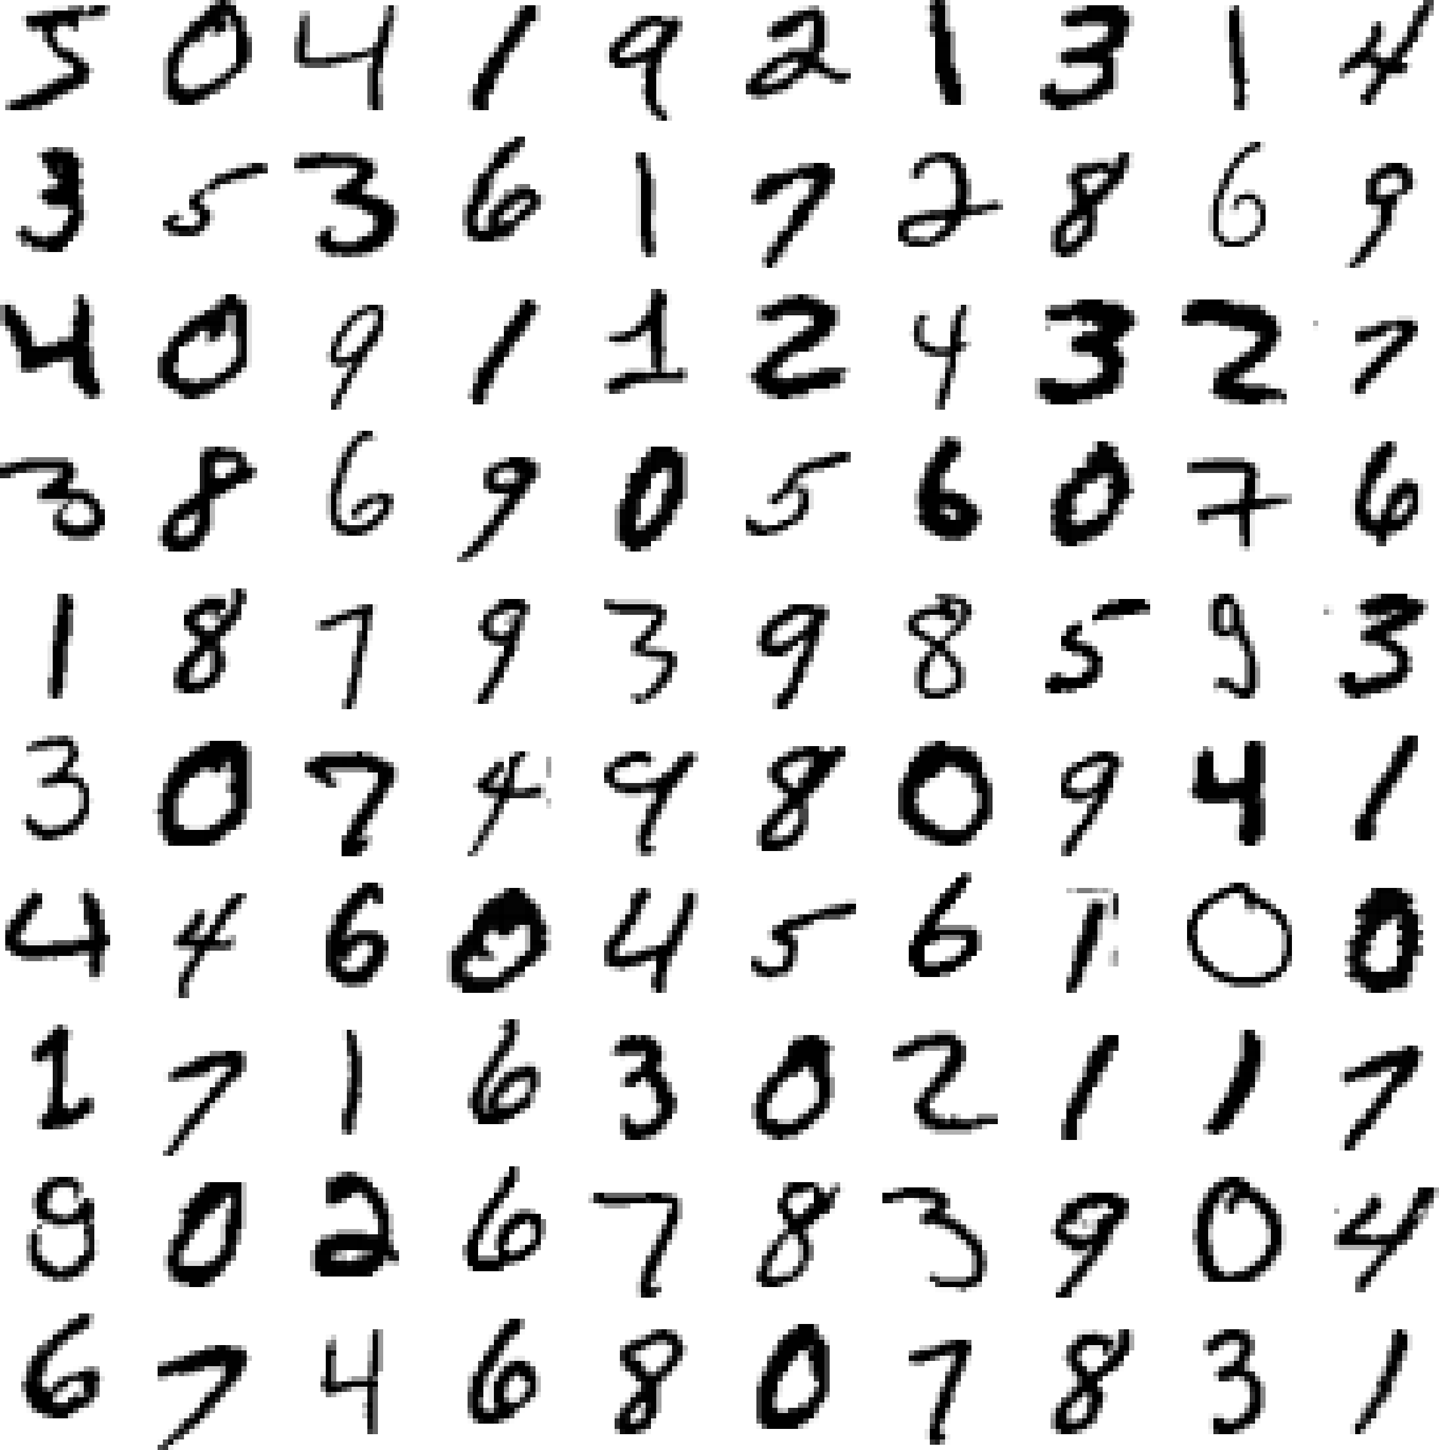 5 0 4 1 9 2 1 3 1 4
3 5 3 6 1 7 2 8 6 9
4 0 9 1 1 2 4 3 2 7
3 8 6 9 0 5 6 0 7 6
1 8 7 9 3 9 8 5 9 3
3 0 7 4 9 8 0 9 4 1
4 4 6 0 4 5 6 1 0 0
1 7 1 6 3 0 2 1 1 7
8 0 2 6 7 8 3 9 0 4
6 7 4 6 8 0 7 8 3 1